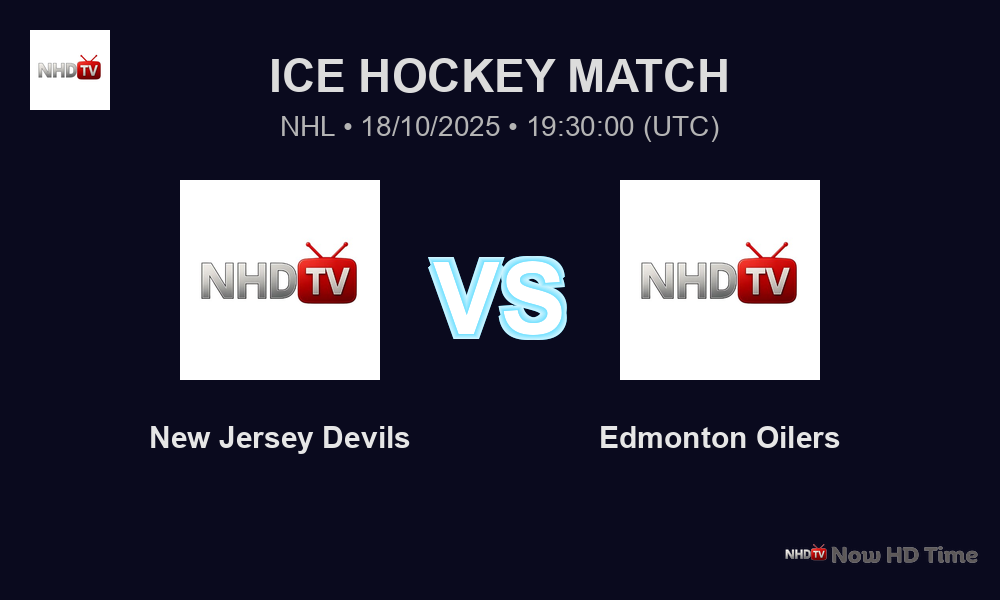 NHDTV
ICE HOCKEY MATCH
NHL • 18/10/2025 • 19:30:00 (UTC)
NHDTV
VS
NHDTV
New Jersey Devils
Edmonton Oilers
NHDTV Now HD Time